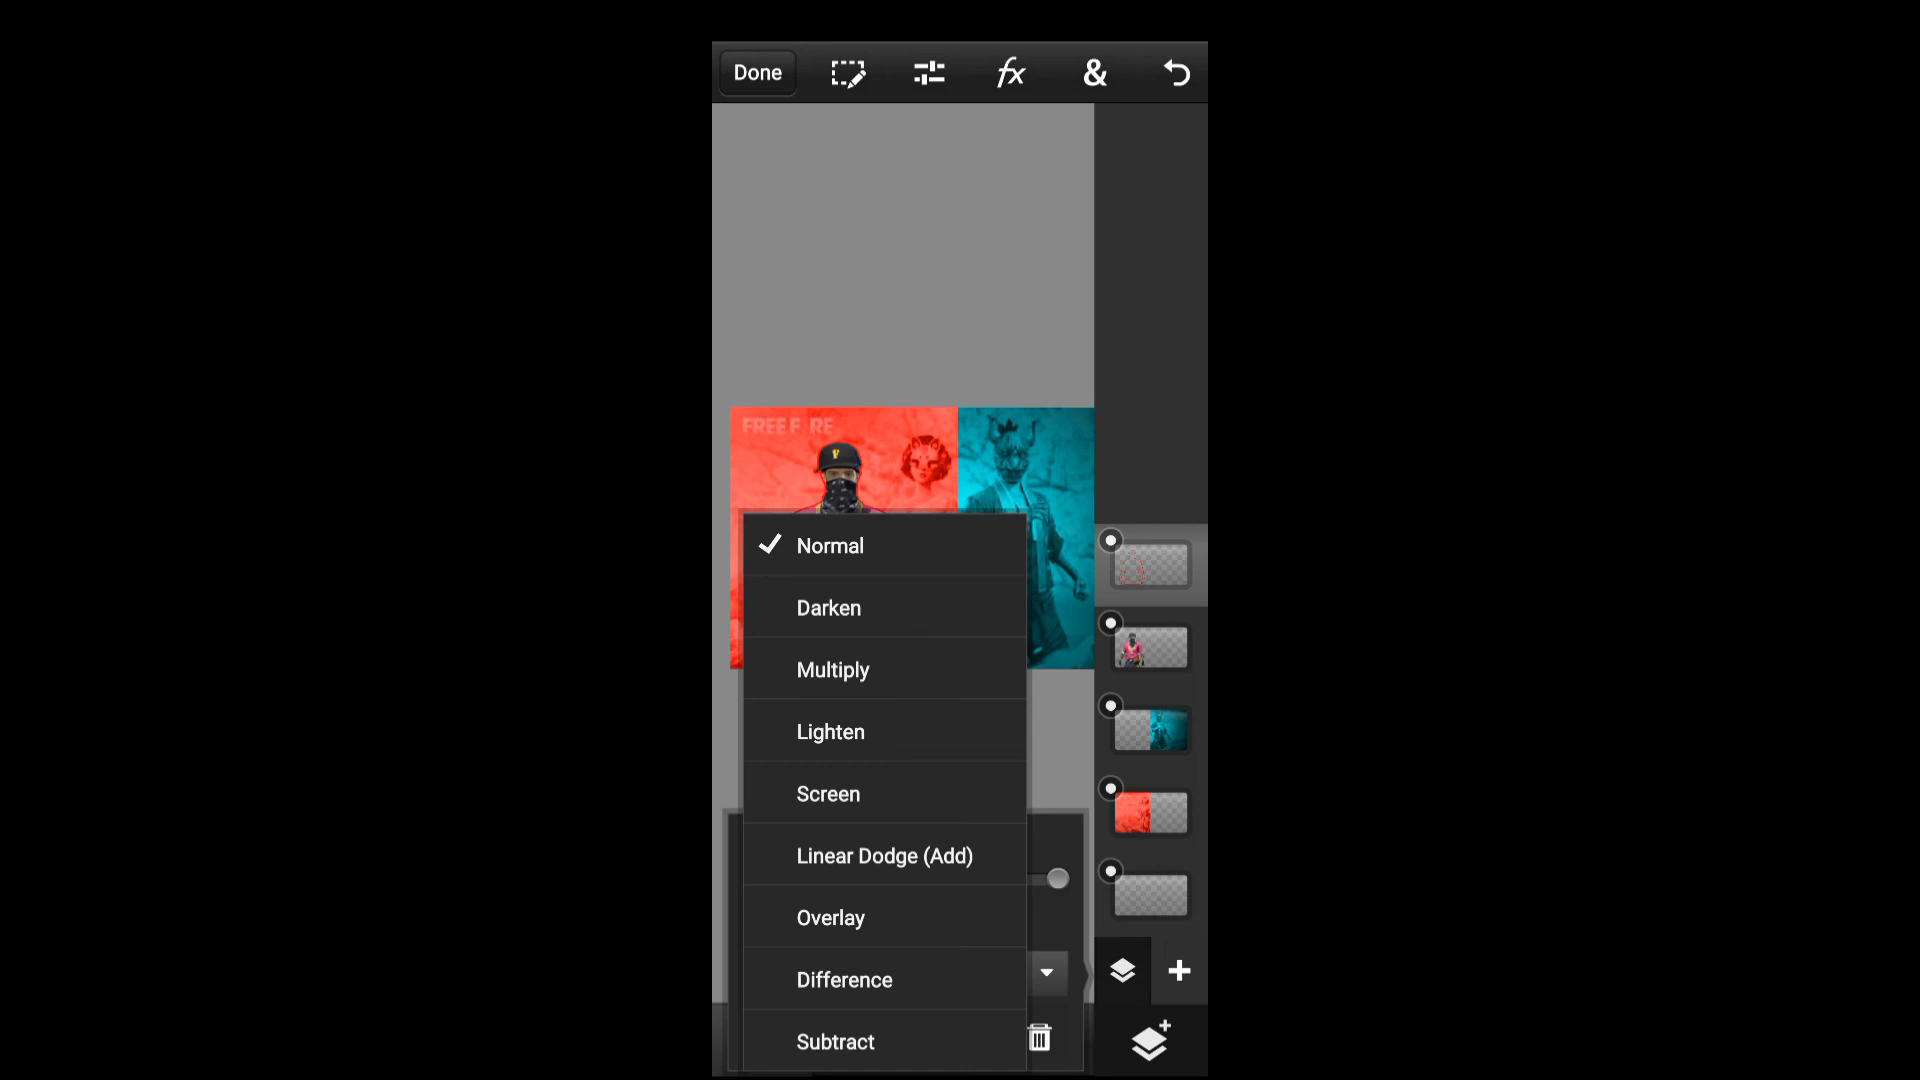 Done
fx
&
FREE F RE
Normal
Darken
Multiply
Lighten
Screen
Linear Dodge (Add)
Overlay
Difference
Subtract